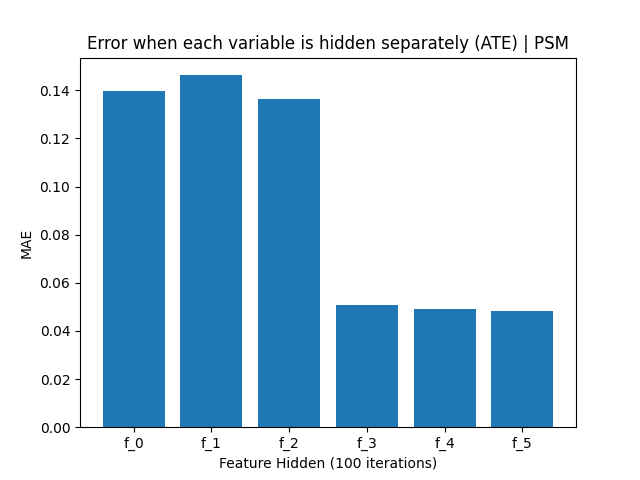 Error when each variable is hidden separately (ATE) | PSM
MAE
0.14
0.12
0.10
0.08
0.06
0.04
0.02
0.00
f_0 f_1 f_2 f_3 f_4 f_5
Feature Hidden (100 iterations)